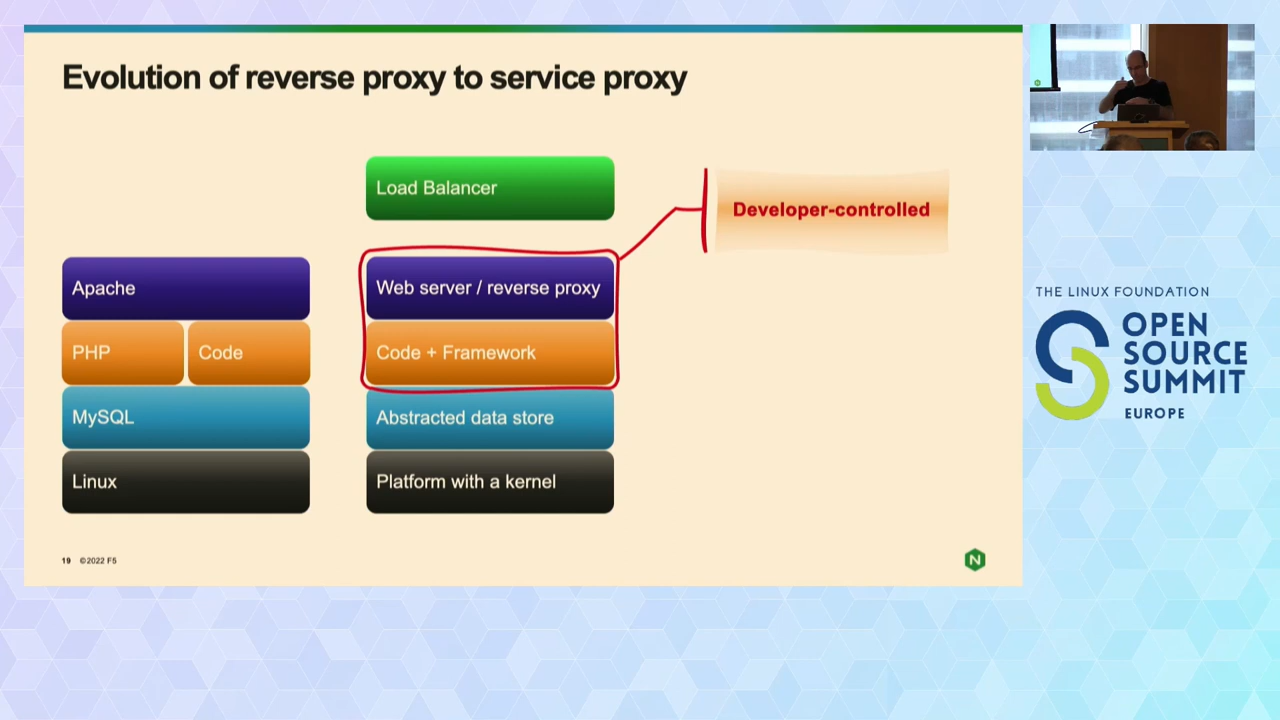 Evolution of reverse proxy to service proxy
Load Balancer
Developer-controlled
Apache
Web server / reverse proxy
PHP
Code
Code + Framework
MySQL
Abstracted data store
Linux
Platform with a kernel
19 ©2022 F5
N
THE LINUX FOUNDATION
OPEN
SOURCE
SUMMIT
EUROPE